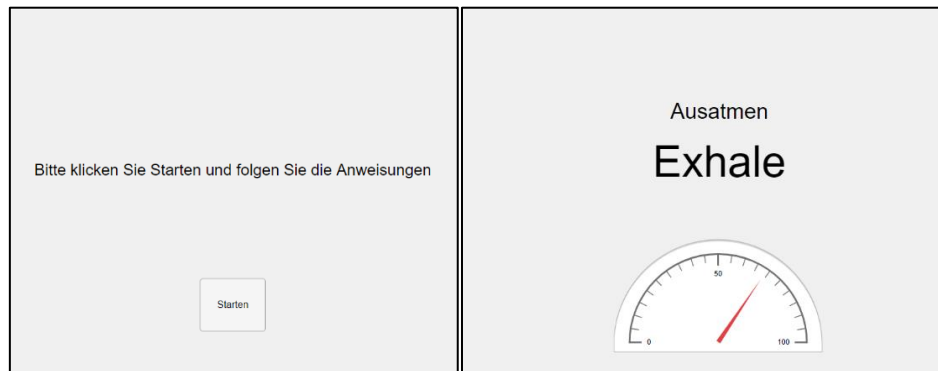 Bitte klicken Sie Starten und folgen Sie die Anweisungen
Starten
Ausatmen
Exhale
50
0
100